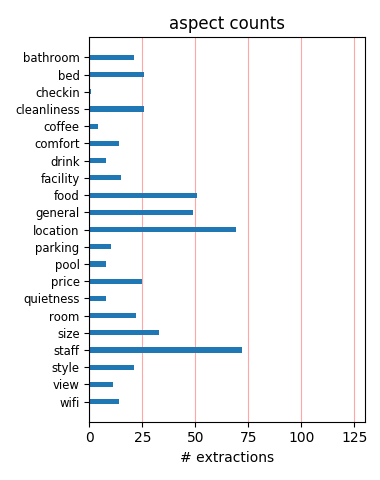 aspect counts
bathroom
bed
checkin
cleanliness
coffee
comfort
drink
facility
food
general
location
parking
pool
price
quietness
room
size
staff
style
view
wifi
0 25 50 75 100 125
# extractions